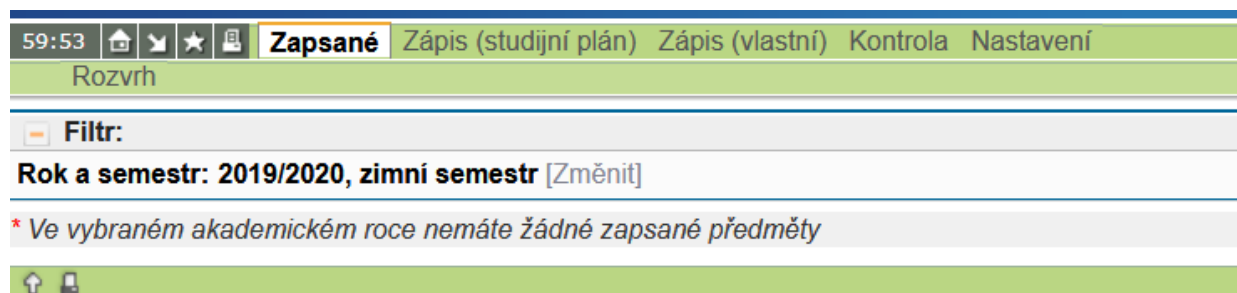 59:53 Zapsané Zápis (studijní plán) Zápis (vlastní) Kontrola Nastavení
Rozvrh
Filtr:
Rok a semestr: 2019/2020, zimní semestr [Změnit]
* Ve vybraném akademickém roce nemáte žádné zapsané předměty